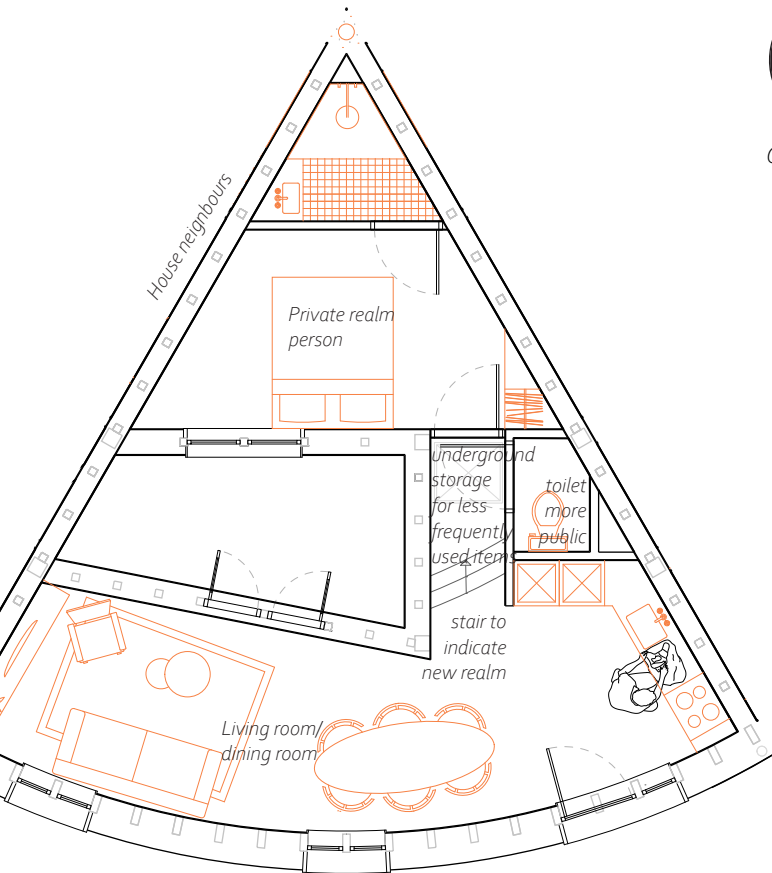 House neignbours
Private realm
person
underground
storage
for less
frequently
used items
toilet
more
public
stair to
indicate
new realm
Living room/
dining room